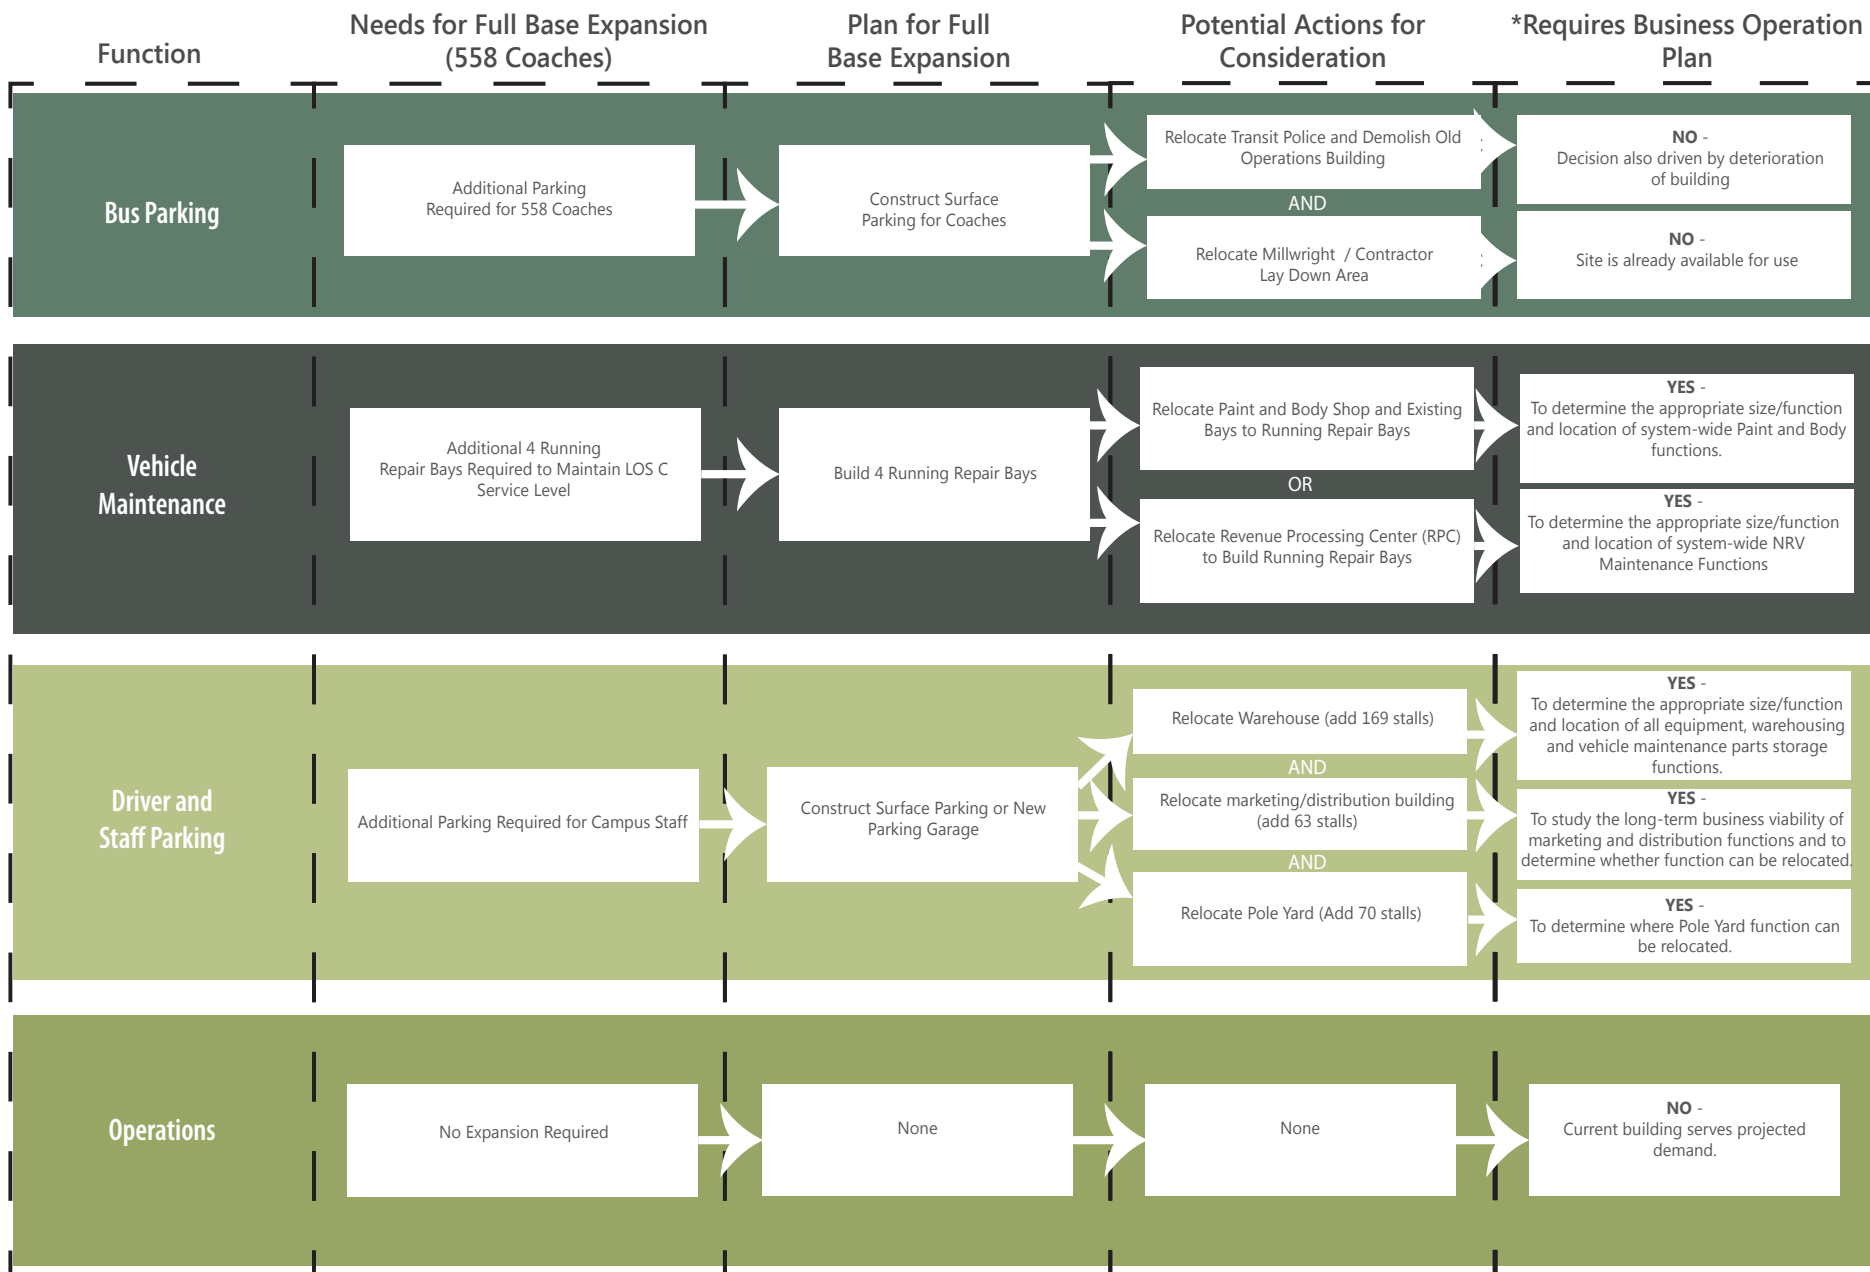 Function
Needs for Full Base Expansion
(558 Coaches)
Plan for Full
Base Expansion
Potential Actions for
Consideration
*Requires Business Operation
Plan
Bus Parking
Additional Parking
Required for 558 Coaches
Construct Surface
Parking for Coaches
Relocate Transit Police and Demolish Old
Operations Building
AND
Relocate Millwright / Contractor
Lay Down Area
NO -
Decision also driven by deterioration
of building
NO -
Site is already available for use
Vehicle
Maintenance
Additional 4 Running
Repair Bays Required to Maintain LOS C
Service Level
Build 4 Running Repair Bays
Relocate Paint and Body Shop and Existing
Bays to Running Repair Bays
OR
Relocate Revenue Processing Center (RPC)
to Build Running Repair Bays
YES -
To determine the appropriate size/function
and location of system-wide Paint and Body
functions.
YES -
To determine the appropriate size/function
and location of system-wide NRV
Maintenance Functions
Driver and
Staff Parking
Additional Parking Required for Campus Staff
Construct Surface Parking or New
Parking Garage
Relocate Warehouse (add 169 stalls)
AND
Relocate marketing/distribution building
(add 63 stalls)
AND
Relocate Pole Yard (Add 70 stalls)
YES -
To determine the appropriate size/function
and location of all equipment, warehousing
and vehicle maintenance parts storage
functions.
YES -
To study the long-term business viability of
marketing and distribution functions and to
determine whether function can be relocated.
YES -
To determine where Pole Yard function can
be relocated.
Operations
No Expansion Required
None
None
NO -
Current building serves projected
demand.